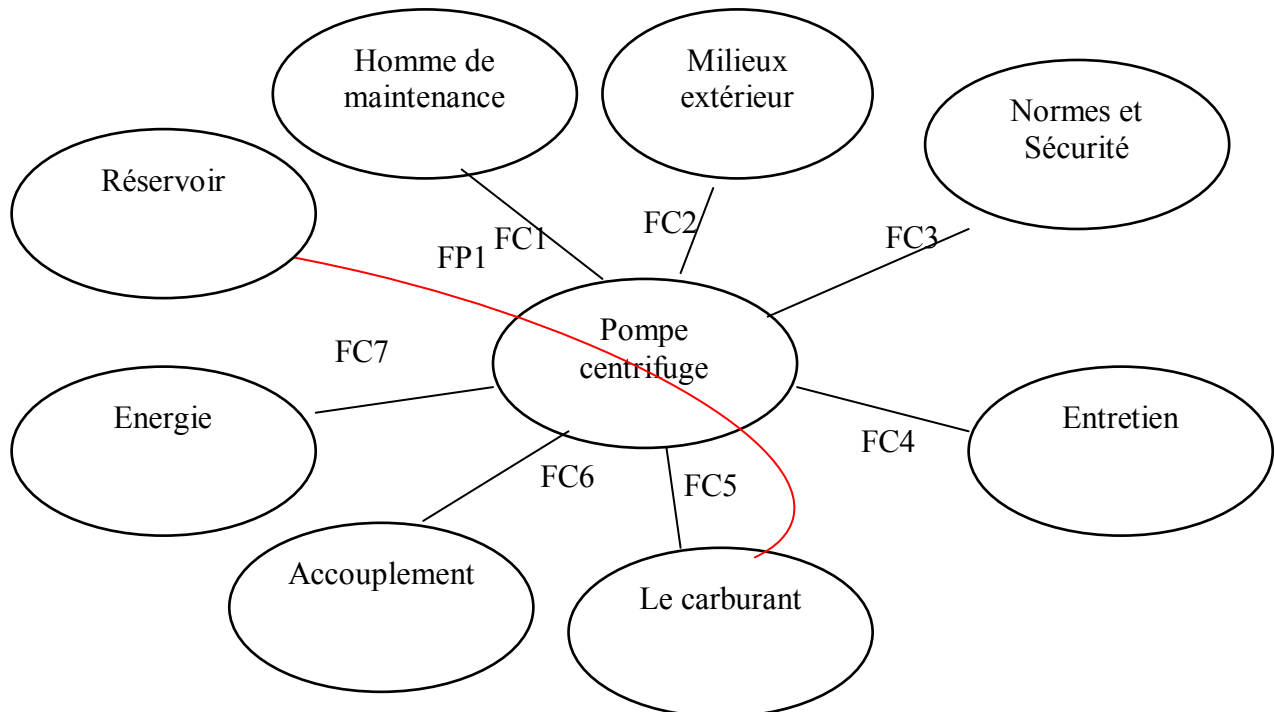 Homme de
maintenance
Milieux
extérieur
Normes et
Sécurité
Réservoir
FC2
FC1
FC3
FP1
Pompe
centrifuge
FC7
Energie
Entretien
FC4
FC6
FC5
Accouplement
Le carburant